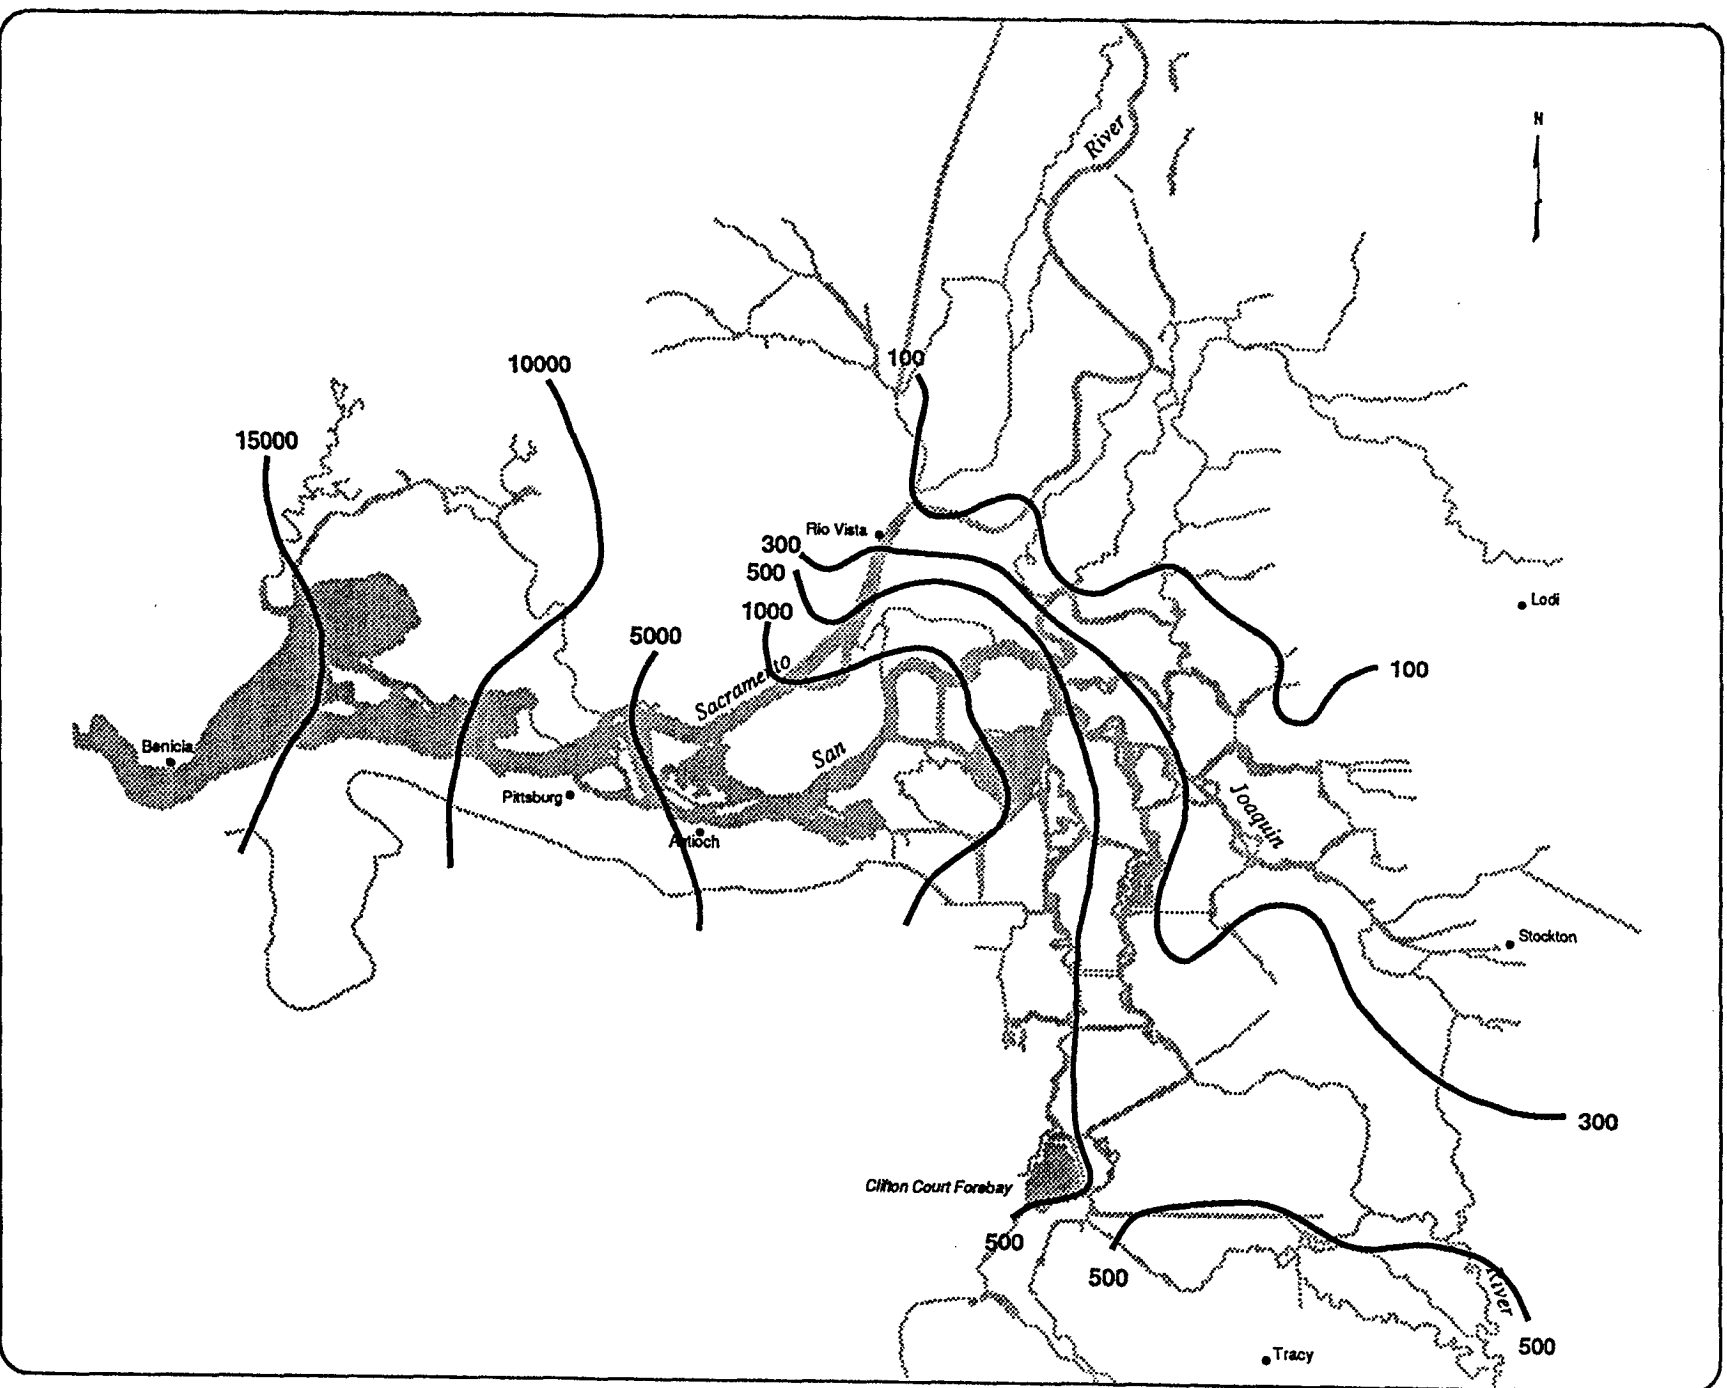 N
River
100
10000
15000
Rio Vista
300
500
1000
Lodi
5000
100
Sacramento
San
Benicia
Pittsburg
Joaquin
Antioch
Stockton
300
Clifton Court Forebay
500
500
River
500
Tracy